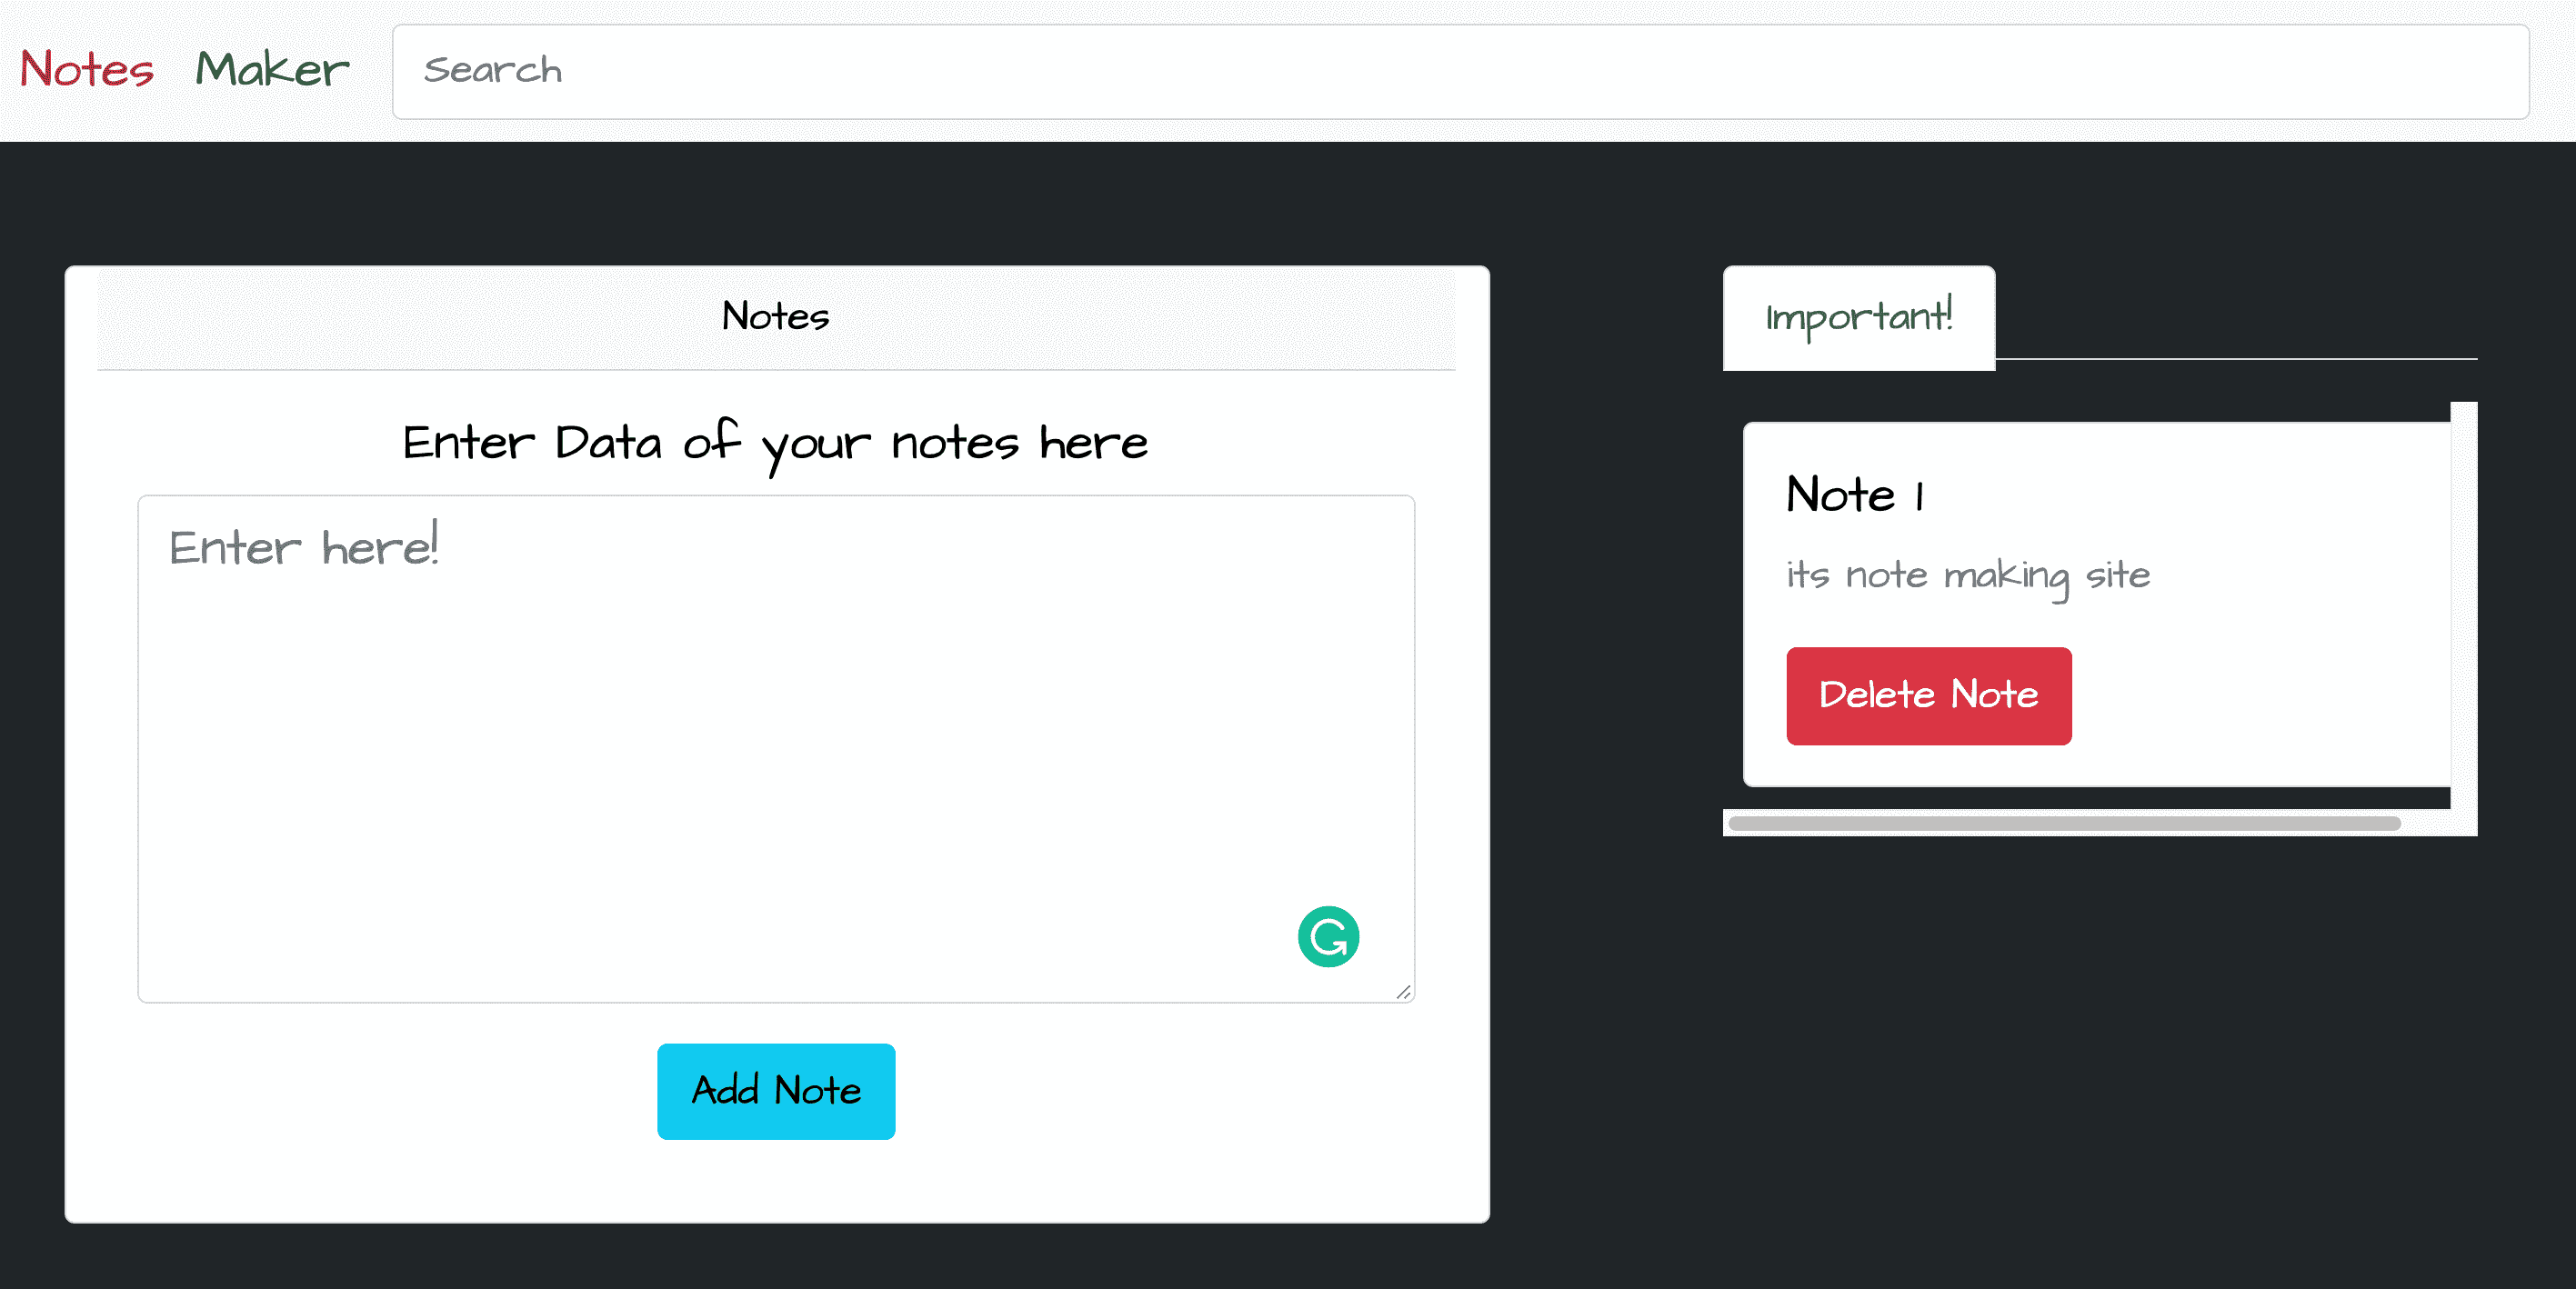 Notes Maker Search
Notes
Enter Data of your notes here
Enter here!
Add Note
Important!
Note 1
its note making site
Delete Note